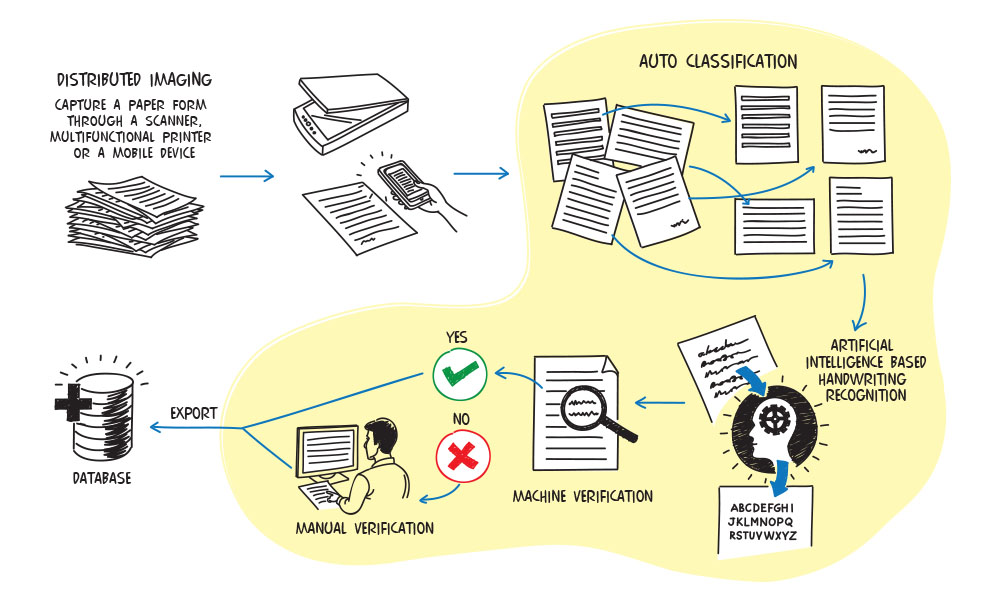 DISTRIBUTED IMAGING
CAPTURE A PAPER FORM
THROUGH A SCANNER,
MULTIFUNCTIONAL PRINTER
OR A MOBILE DEVICE
AUTO CLASSIFICATION
ARTIFICIAL
INTELLIGENCE BASED
HANDWRITING
RECOGNITION
ABCDEFGHI
JKLMNOPQ
RSTUVWXYZ
MACHINE VERIFICATION
YES
NO
MANUAL VERIFICATION
EXPORT
DATABASE